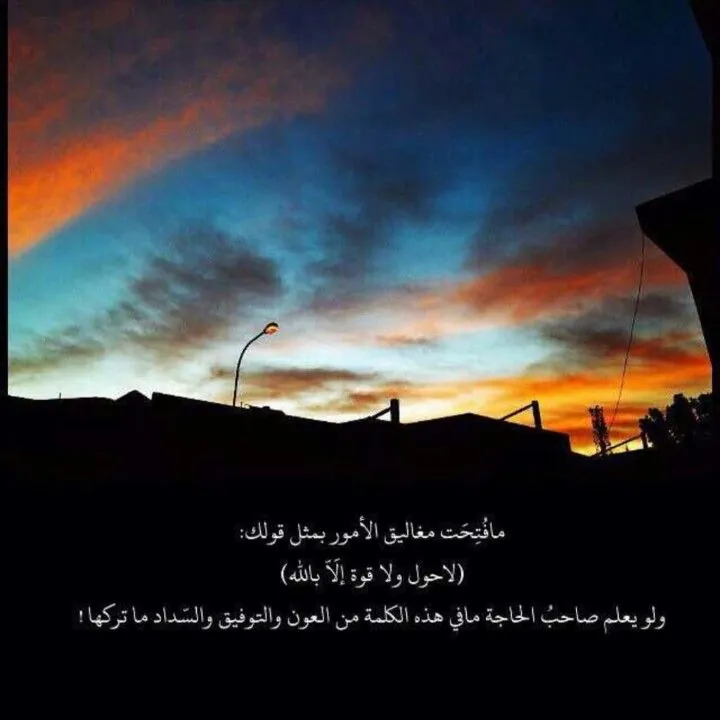 مافُتِحَت مغاليق الأمور بمثل قولك:
(لاحول ولا قوة إلَاّ بالله)
ولو يعلم صاحبُ الحاجة مافي هذه الكلمة من العون والتوفيق والسّداد ما تركها !